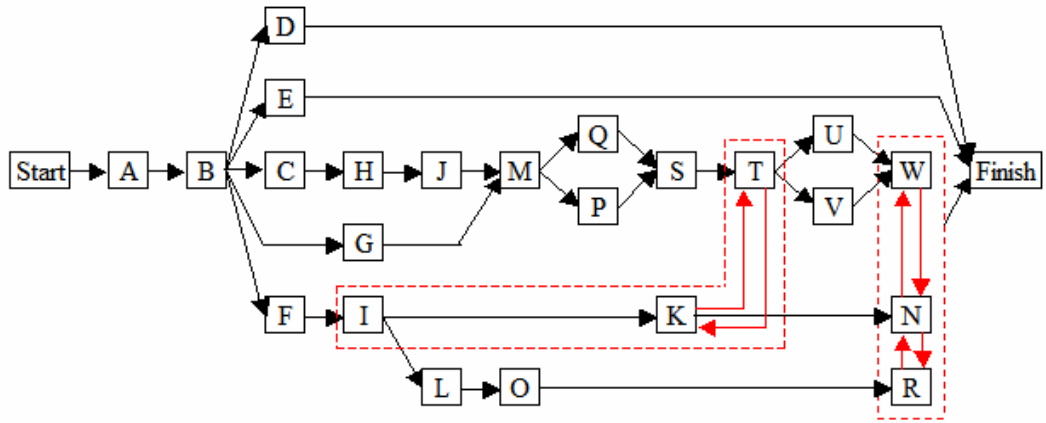 D
E
Q U
Start A B C H J M S T W Finish
P V
G
F I K N
L O R